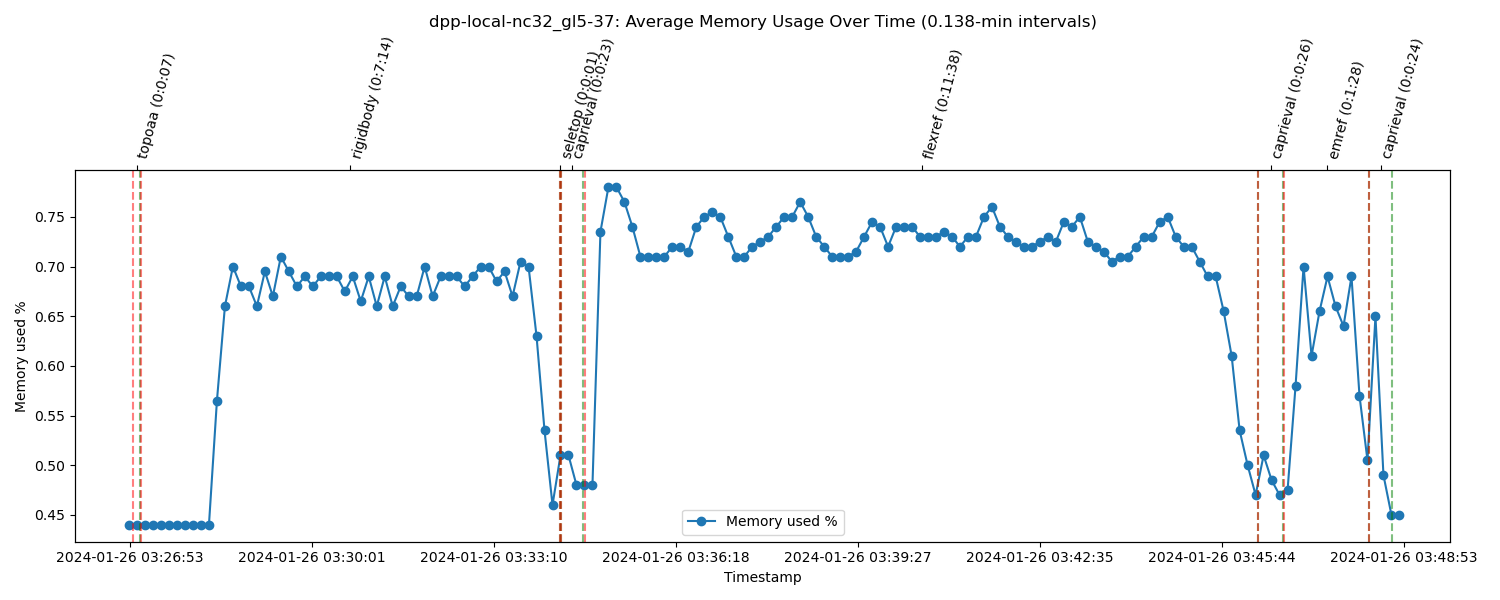 dpp-local-nc32_gl5-37: Average Memory Usage Over Time (0.138-min intervals)
topoaa (0:0:07)
rigidbody (0:7:14)
seletop (0:0:01)
caprieval (0:0:23)
flexref (0:11:38)
caprieval (0:0:26)
emref (0:1:28)
caprieval (0:0:24)
Memory used %
0.75
0.70
0.65
0.60
0.55
0.50
0.45
Memory used %
2024-01-26 03:26:53
2024-01-26 03:30:01
2024-01-26 03:33:10
2024-01-26 03:36:18
2024-01-26 03:39:27
2024-01-26 03:42:35
2024-01-26 03:45:44
2024-01-26 03:48:53
Timestamp